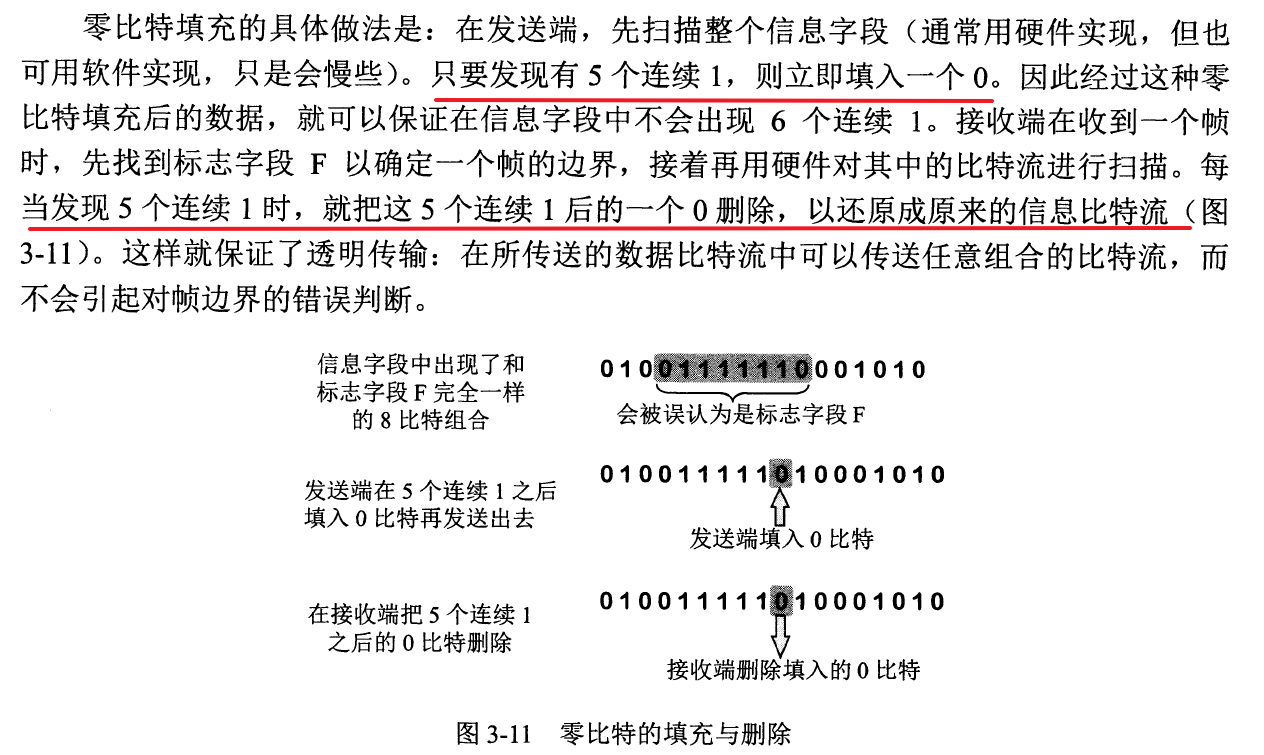 零比特填充的具体做法是：在发送端，先扫描整个信息字段（通常用硬件实现，但也
可用软件实现，只是会慢些）。只要发现有 5 个连续 1，则立即填入一个 0。因此经过这种零
比特填充后的数据，就可以保证在信息字段中不会出现 6 个连续 1。接收端在收到一个帧
时，先找到标志字段 F 以确定一个帧的边界，接着再用硬件对其中的比特流进行扫描。每
当发现 5 个连续 1 时，就把这 5 个连续 1 后的一个 0 删除，以还原成原来的信息比特流（图
3-11）。这样就保证了透明传输：在所传送的数据比特流中可以传送任意组合的比特流，而
不会引起对帧边界的错误判断。
信息字段中出现了和
标志字段 F 完全一样
的 8 比特组合
01001111110001010
会被误认为是标志字段 F
发送端在 5 个连续 1 之后
填入 0 比特再发送出去
010011111010001010
发送端填入 0 比特
在接收端把 5 个连续 1
之后的 0 比特删除
010011111010001010
接收端删除填入的 0 比特
图 3-11 零比特的填充与删除